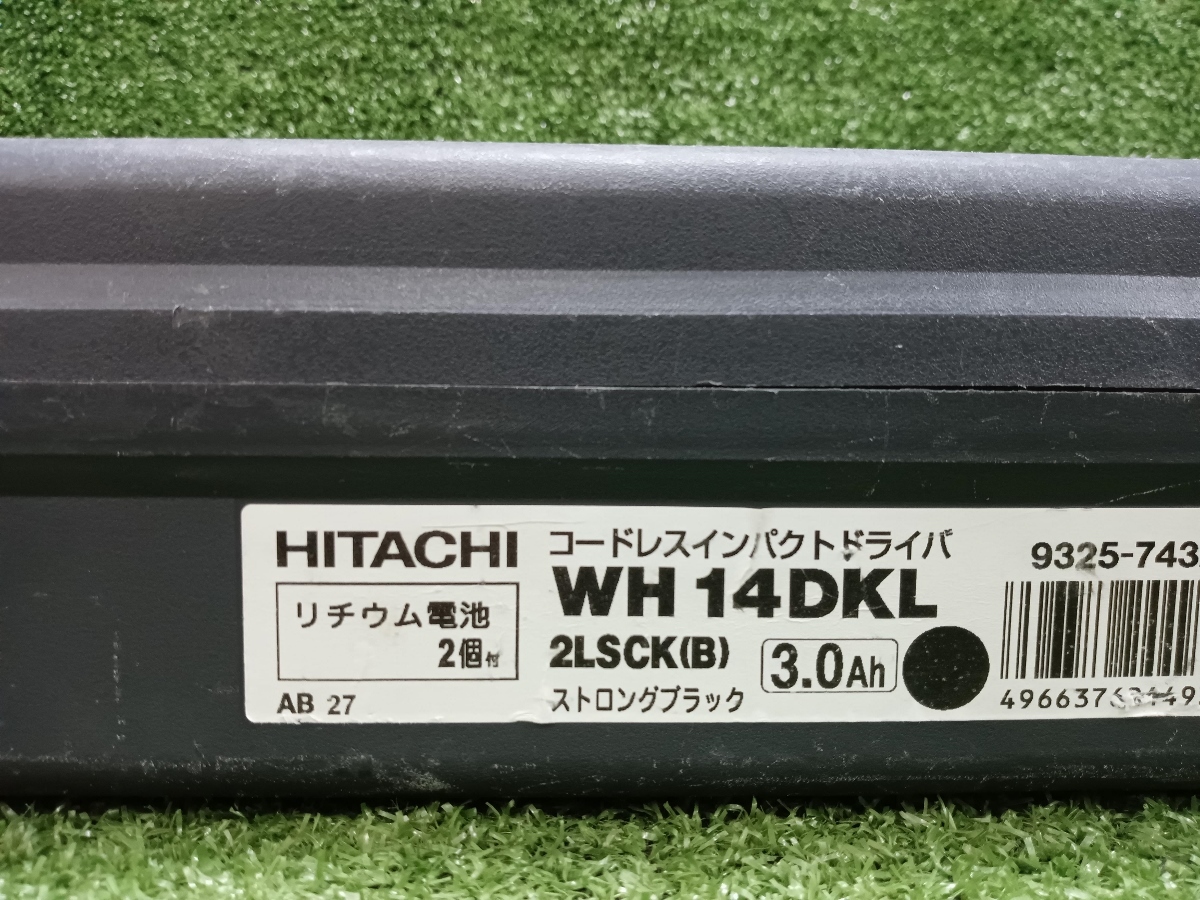 HITACHI
リチウム電池
2個付
AB 27
コードレスインパクトドライバ
WH 14DKL
2LSCK(B)
3.0Ah
ストロングブラック
9325-743